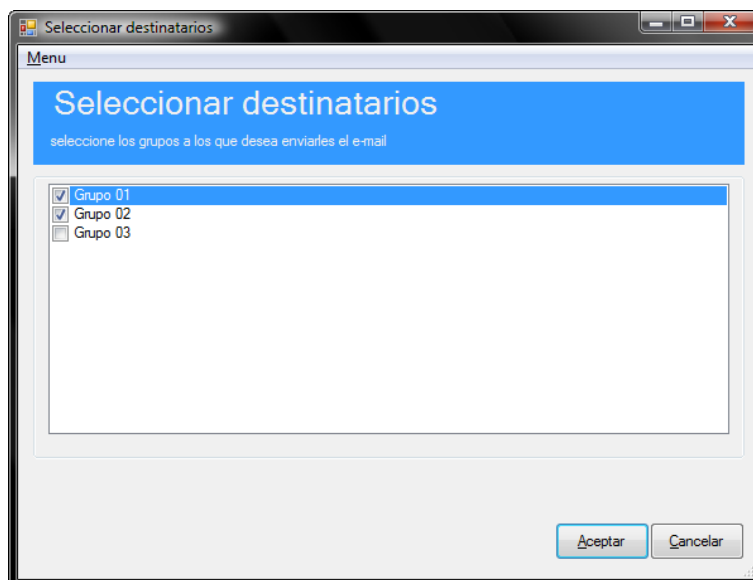 Seleccionar destinatarios
Menu
Seleccionar destinatarios
seleccione los grupos a los que desea enviarles el e-mail
Grupo 01
Grupo 02
Grupo 03
Aceptar Cancelar